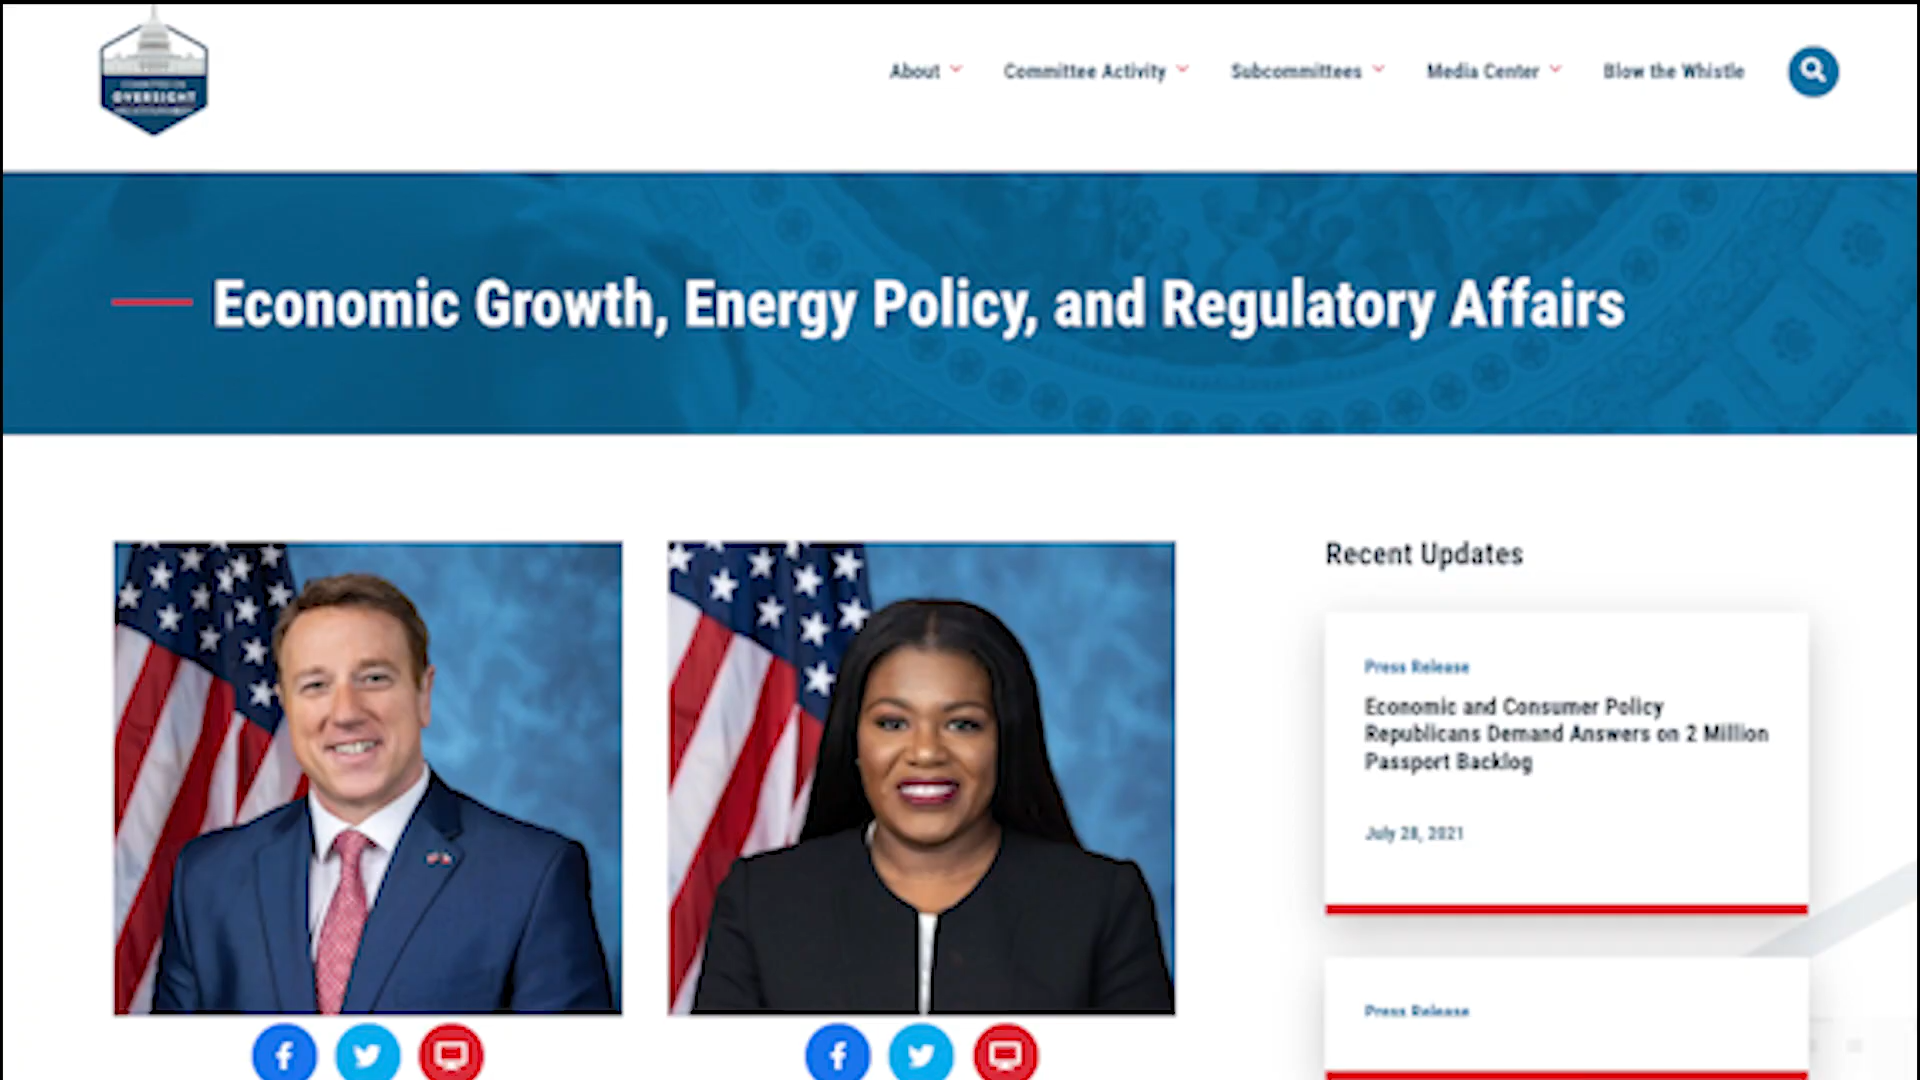 OVERSIGHT
About
Committee Activity
Subcommittees
Media Center
Blow the Whistle
Economic Growth, Energy Policy, and Regulatory Affairs
Recent Updates
Press Release
Economic and Consumer Policy
Republicans Demand Answers on 2 Million
Passport Backlog
July 28, 2021
Press Release